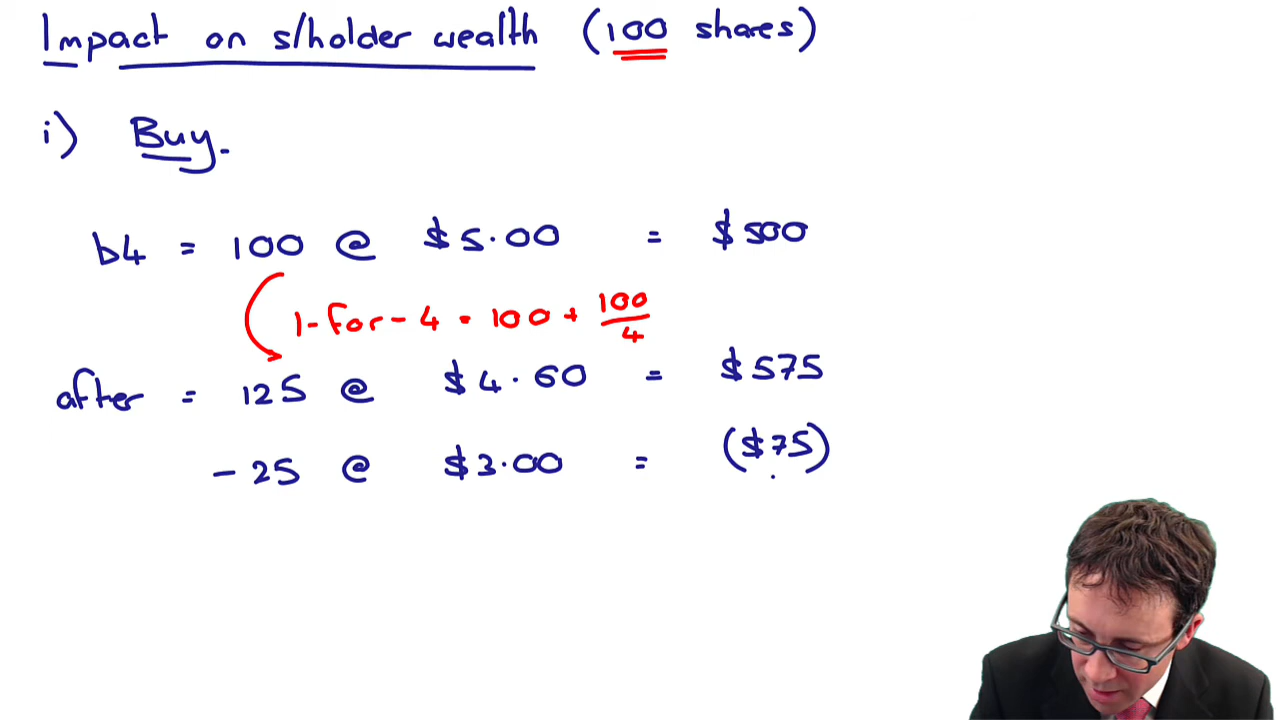 Impact on s/holder wealth (100 shares)
i) Buy.
b4 = 100 @ $5.00 = $500
1-for-4 = 100 + 100/4
after = 125 @ $4.60 = $575
- 25 @ $3.00 = ($75)